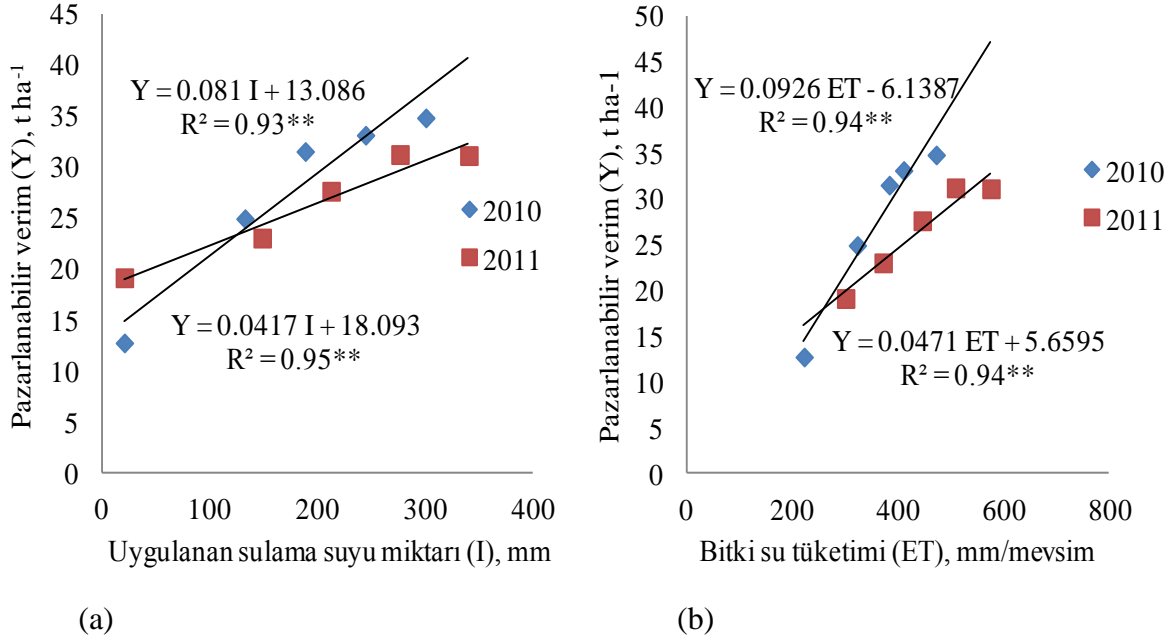 45
40
35
30
25
20
15
10
5
0
Pazarlanabilir verim (Y), t ha⁻¹
Y = 0.081 I + 13.086
R² = 0.93**
Y = 0.0417 I + 18.093
R² = 0.95**
2010
2011
0 100 200 300 400
Uygulanan sulama suyu miktarı (I), mm
(a)
50
45
40
35
30
25
20
15
10
5
0
Pazarlanabilir verim (Y), t ha-1
Y = 0.0926 ET - 6.1387
R² = 0.94**
Y = 0.0471 ET + 5.6595
R² = 0.94**
2010
2011
0 200 400 600 800
Bitki su tüketimi (ET), mm/mevsim
(b)